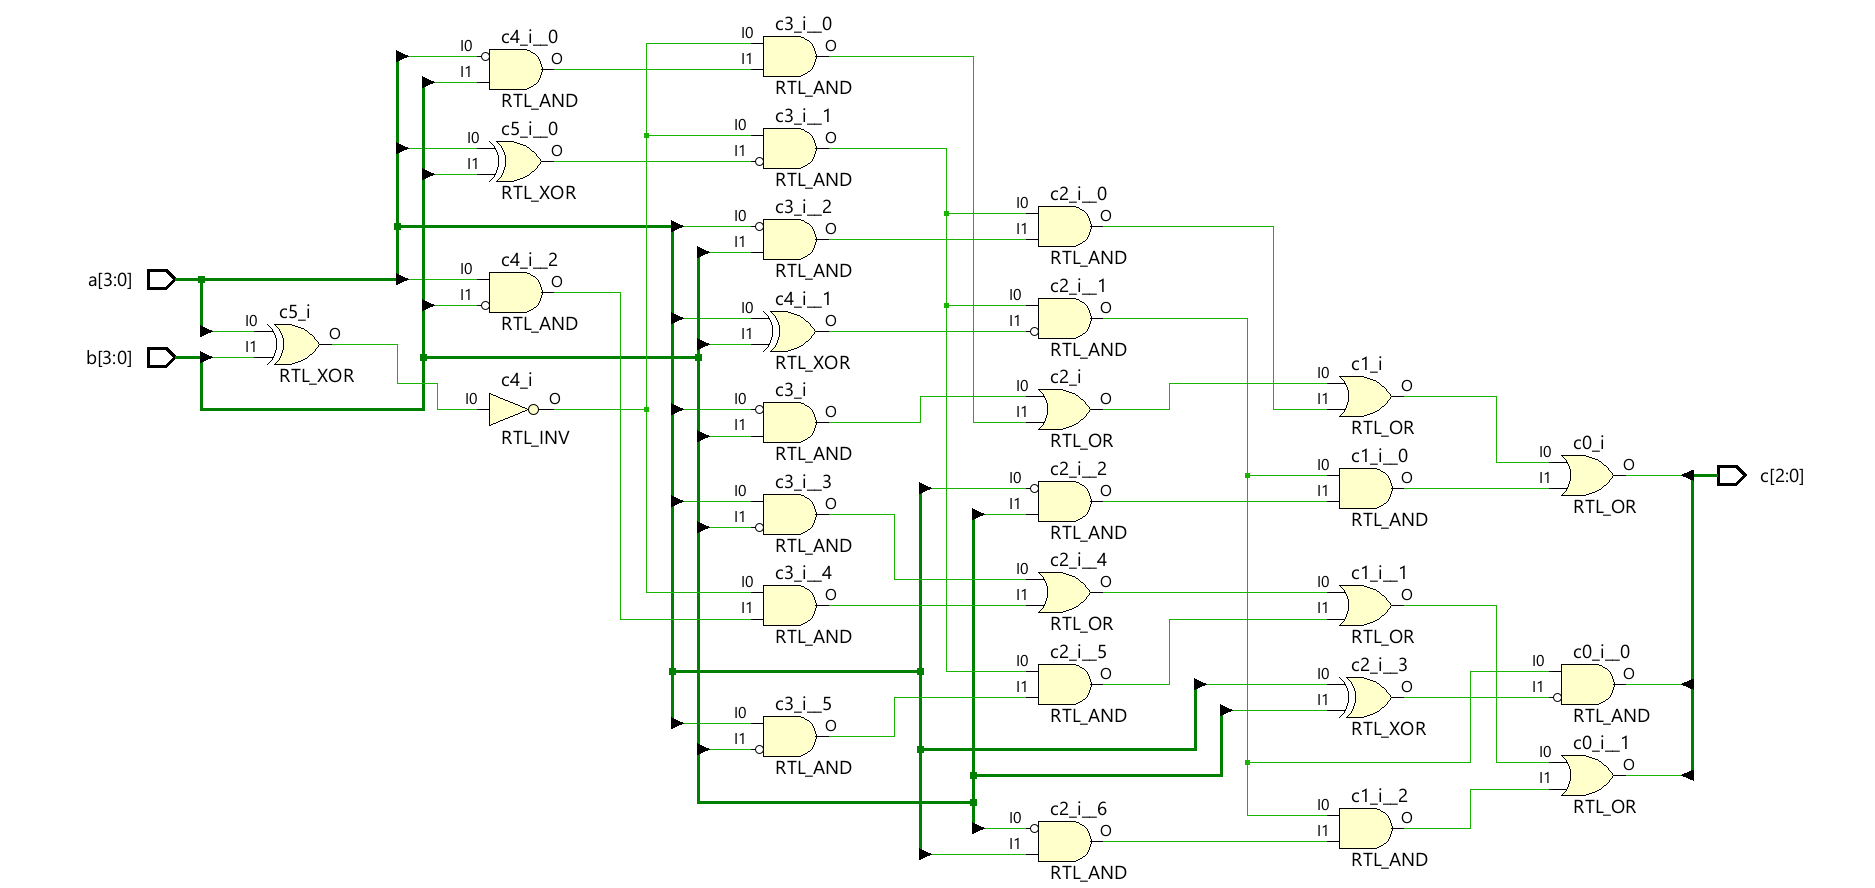 c4_i__0
I0
O
I1
RTL_AND
c5_i__0
I0
O
I1
RTL_XOR
c4_i__2
I0
O
I1
RTL_AND
a[3:0]
b[3:0]
c5_i
I0
O
I1
RTL_XOR
c4_i
I0
O
RTL_INV
c3_i__0
I0
O
I1
RTL_AND
c3_i__1
I0
O
I1
RTL_AND
c3_i__2
I0
O
I1
RTL_AND
c4_i__1
I0
O
I1
RTL_XOR
c3_i
I0
O
I1
RTL_AND
c3_i__3
I0
O
I1
RTL_AND
c3_i__4
I0
O
I1
RTL_AND
c3_i__5
I0
O
I1
RTL_AND
c2_i__0
I0
O
I1
RTL_AND
c2_i__1
I0
O
I1
RTL_AND
c2_i
I0
O
I1
RTL_OR
c2_i__2
I0
O
I1
RTL_AND
c2_i__4
I0
O
I1
RTL_OR
c2_i__5
I0
O
I1
RTL_AND
c2_i__6
I0
O
I1
RTL_AND
c1_i
I0
O
I1
RTL_OR
c1_i__0
I0
O
I1
RTL_AND
c1_i__1
I0
O
I1
RTL_OR
c2_i__3
I0
O
I1
RTL_XOR
c1_i__2
I0
O
I1
RTL_AND
c0_i
I0
O
I1
RTL_OR
c0_i__0
I0
O
I1
RTL_AND
c0_i__1
I0
O
I1
RTL_OR
c[2:0]